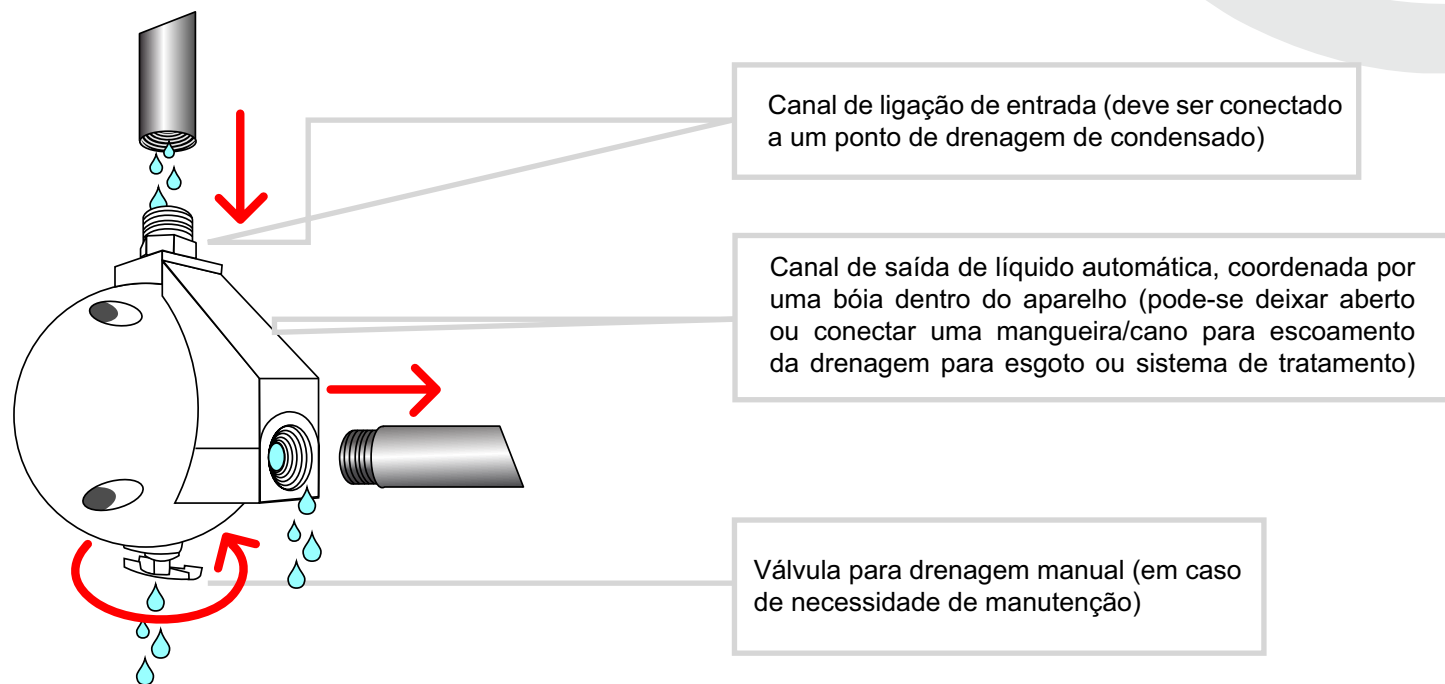 Canal de ligação de entrada (deve ser conectado
a um ponto de drenagem de condensado)
Canal de saída de líquido automática, coordenada por
uma bóia dentro do aparelho (pode-se deixar aberto
ou conectar uma mangueira/cano para escoamento
da drenagem para esgoto ou sistema de tratamento)
Válvula para drenagem manual (em caso
de necessidade de manutenção)